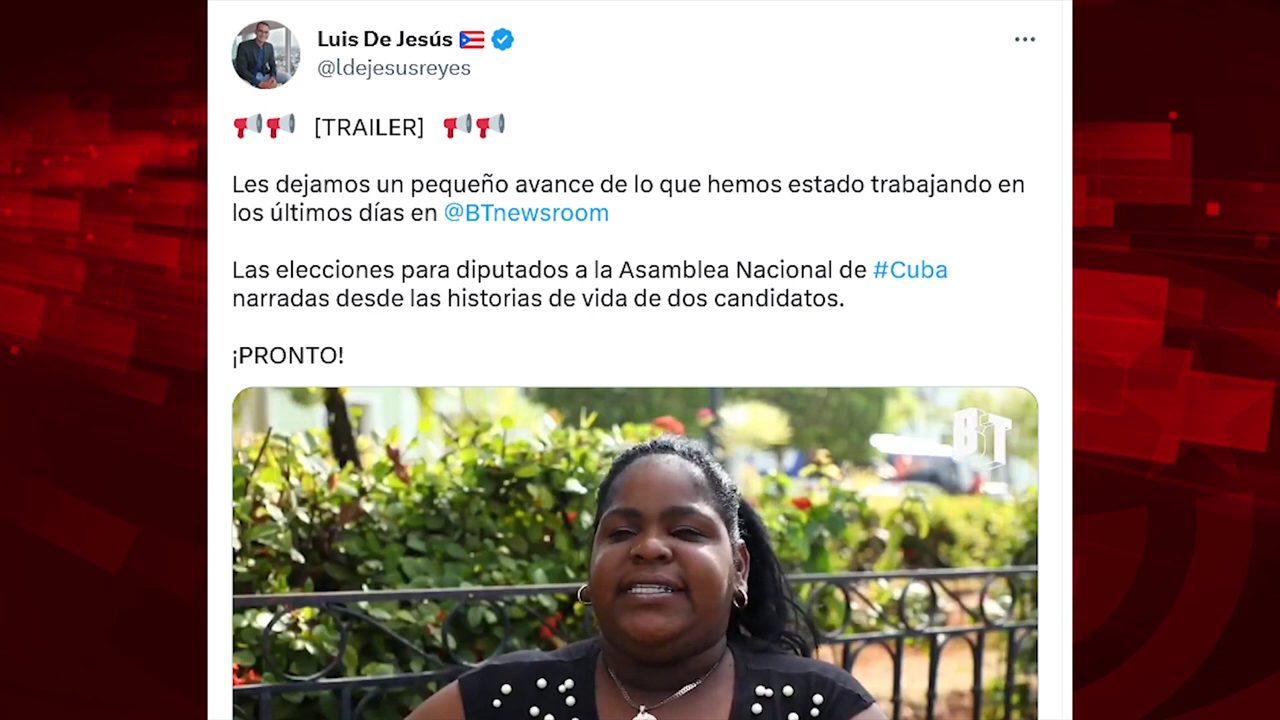 Luis De Jesús
@ldejesusreyes
[TRAILER]
Les dejamos un pequeño avance de lo que hemos estado trabajando en
los últimos días en @BTnewsroom
Las elecciones para diputados a la Asamblea Nacional de #Cuba
narradas desde las historias de vida de dos candidatos.
¡PRONTO!
BT